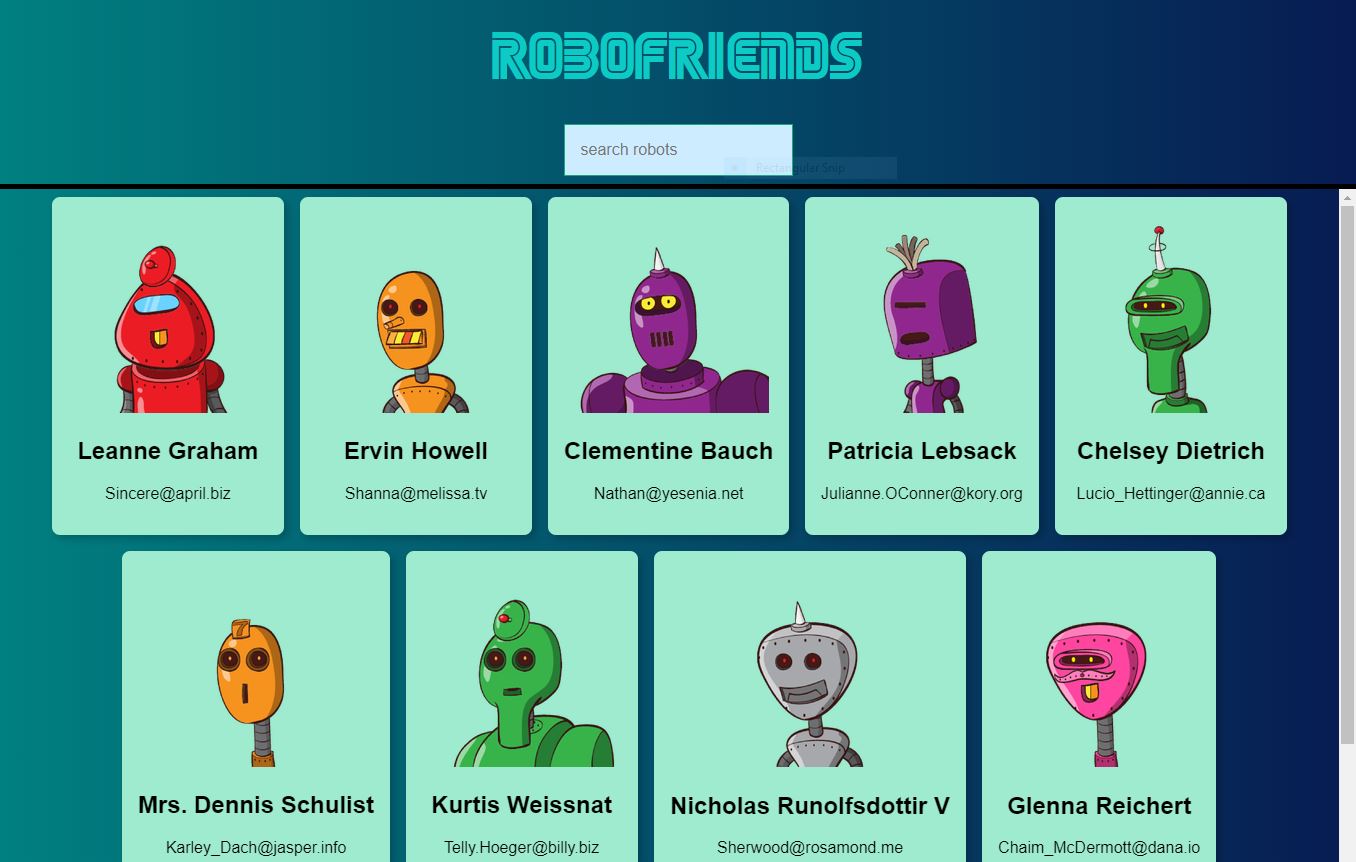 ROBOFRIENDS
search robots
Rectangular Snip
Leanne Graham
Sincere@april.biz
Ervin Howell
Shanna@melissa.tv
Clementine Bauch
Nathan@yesenia.net
Patricia Lebsack
Julianne.OConner@kory.org
Chelsey Dietrich
Lucio_Hettinger@annie.ca
7
Mrs. Dennis Schulist
Karley_Dach@jasper.info
Kurtis Weissnat
Telly.Hoeger@billy.biz
Nicholas Runolfsdottir V
Sherwood@rosamond.me
Glenna Reichert
Chaim_McDermott@dana.io